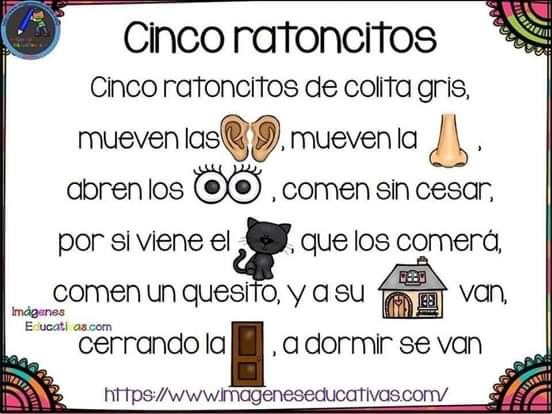 Cinco ratoncitos
Cinco ratoncitos de colita gris,
mueven las , mueven la ,
abren los , comen sin cesar,
por si viene el , que los comerá,
comen un quesito, y a su van,
Imágenes
Educativas.com
cerrando la , a dormir se van
https://www.imageneseducativas.com/